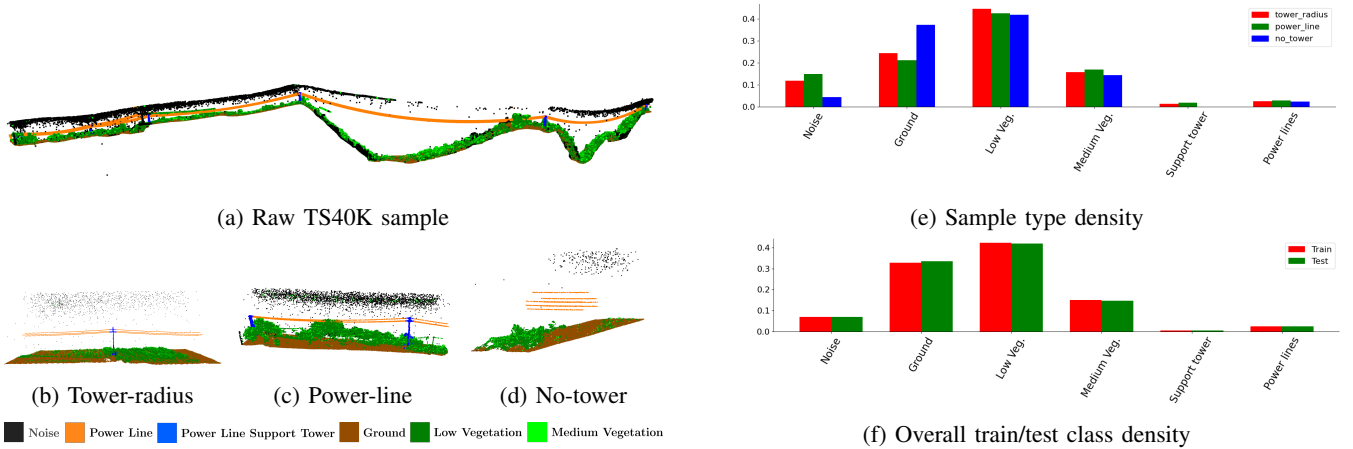 (a) Raw TS40K sample
(b) Tower-radius
(c) Power-line
(d) No-tower
Noise
Power Line
Power Line Support Tower
Ground
Low Vegetation
Medium Vegetation
0.4
0.3
0.2
0.1
0.0
tower_radius
power_line
no_tower
Noise
Ground
Low Veg.
Medium Veg.
Support tower
Power lines
(e) Sample type density
0.4
0.3
0.2
0.1
0.0
Train
Test
Noise
Ground
Low Veg.
Medium Veg.
Support tower
Power lines
(f) Overall train/test class density